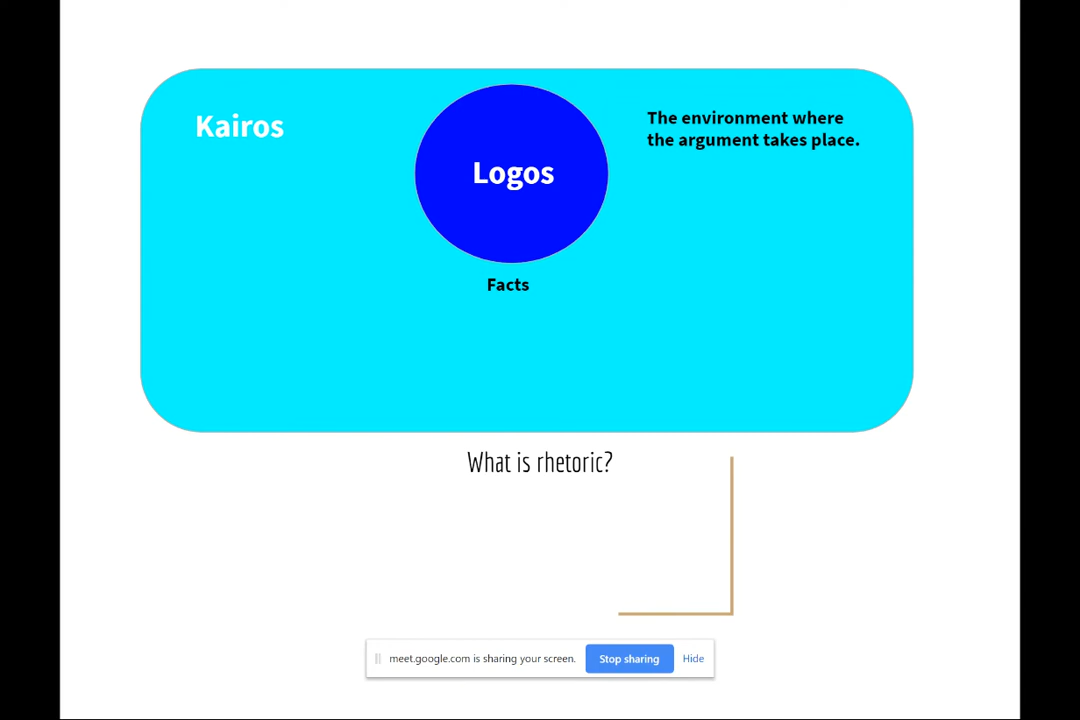 Kairos
Logos
The environment where
the argument takes place.
Facts
What is rhetoric?
meet.google.com is sharing your screen.
Stop sharing
Hide